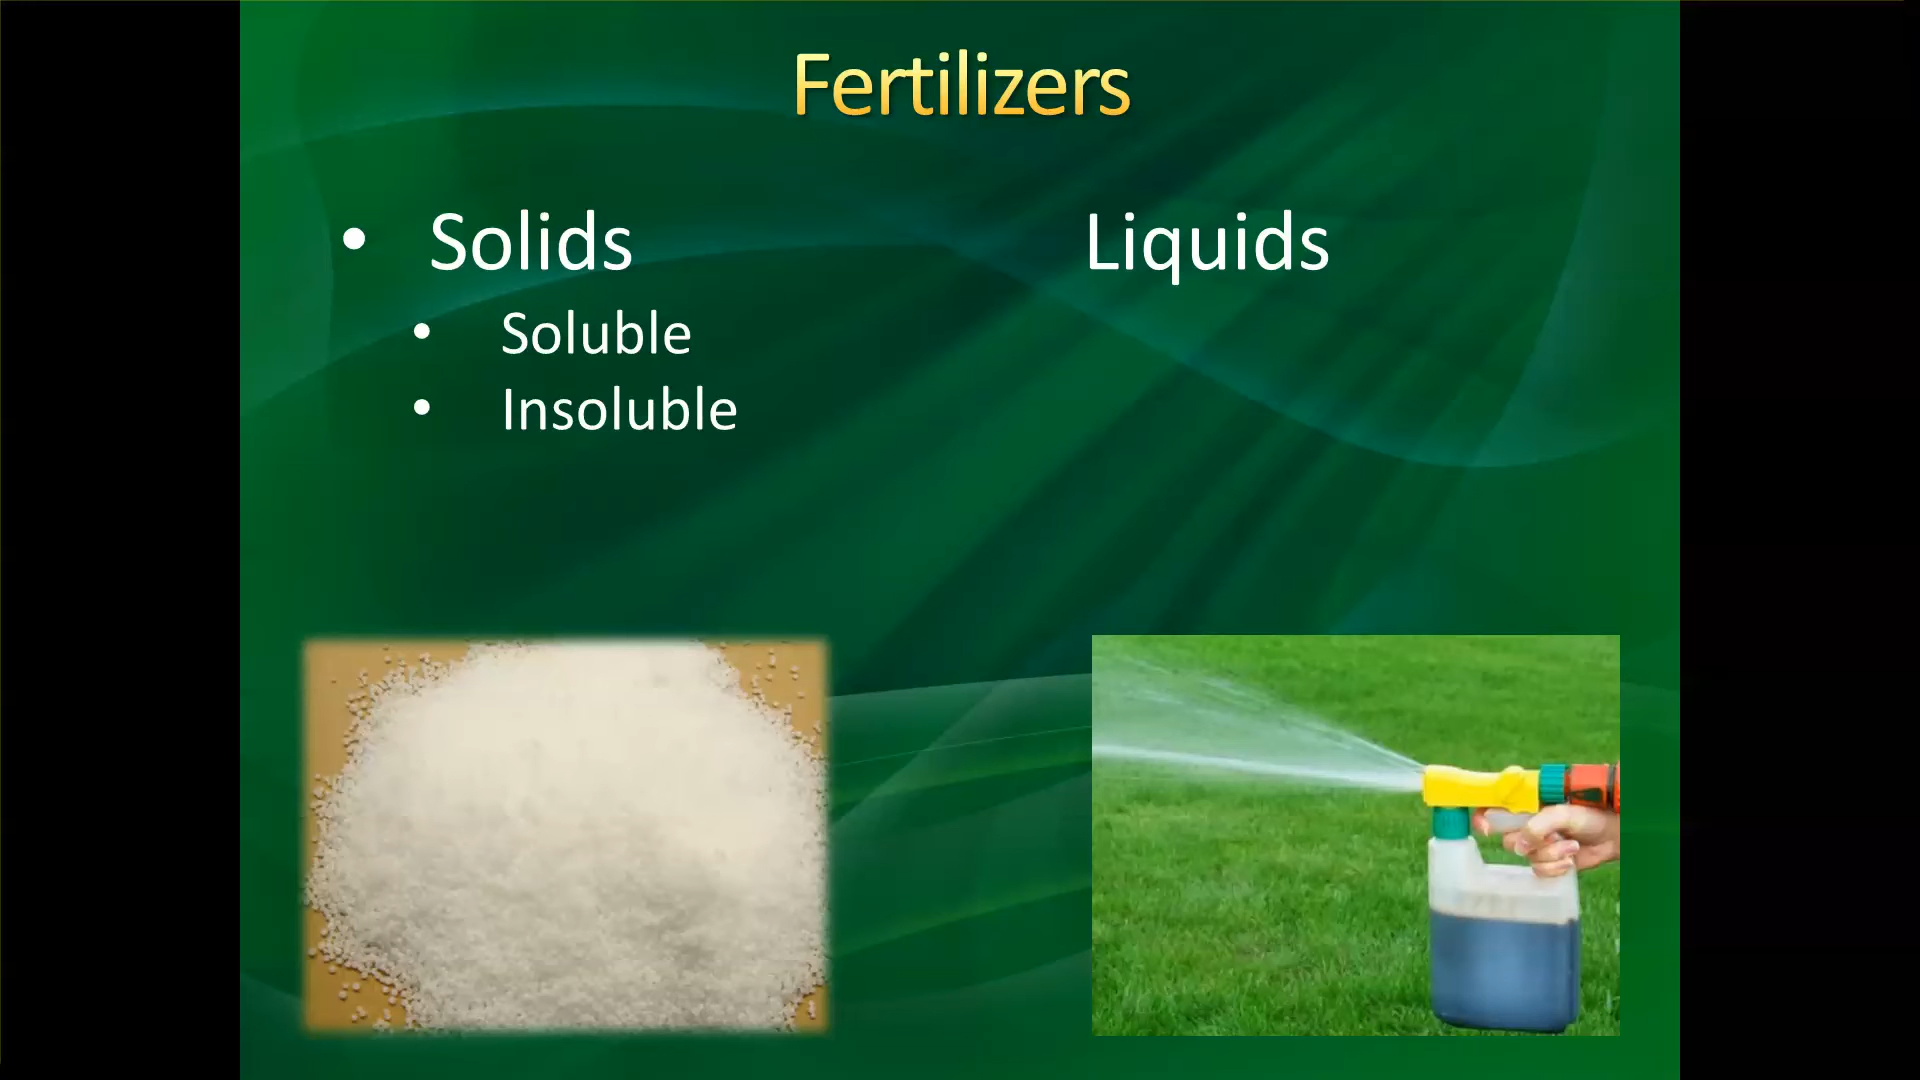 Fertilizers
• Solids
• Soluble
• Insoluble
Liquids